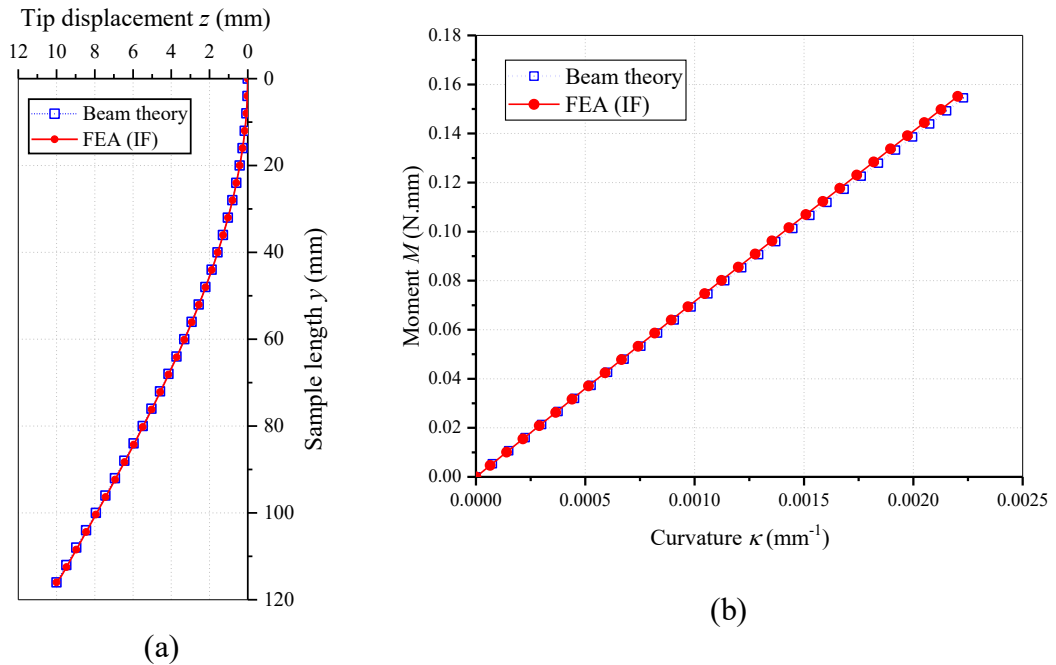 Tip displacement z (mm)
12 10 8 6 4 2 0
Beam theory
FEA (IF)
0
20
40
60
80
100
120
Sample length y (mm)
(a)
0.18
0.16
0.14
0.12
0.10
0.08
0.06
0.04
0.02
0.00
Moment M (N.mm)
Beam theory
FEA (IF)
0.0000 0.0005 0.0010 0.0015 0.0020 0.0025
Curvature κ (mm⁻¹)
(b)